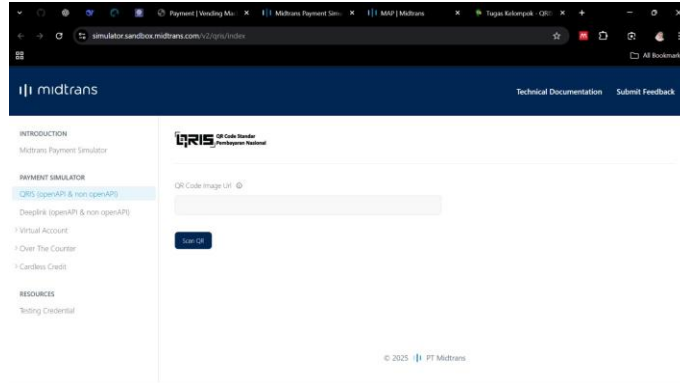 Payment | Vending Ma
Midtrans Payment Sim
MAP | Midtrans
Tugas Kelompok - QRI
simulator.sandbox.midtrans.com/v2/qris/index
All Bookmark
midtrans
Technical Documentation
Submit Feedback
INTRODUCTION
Midtrans Payment Simulator
PAYMENT SIMULATOR
QRIS (openAPI & non openAPI)
Deeplink (openAPI & non openAPI)
Virtual Account
Over The Counter
Cardless Credit
RESOURCES
Testing Credential
QRIS
QR Code Standar
Pembayaran Nasional
QR Code Image Url
Scan QR
© 2025 PT Midtrans